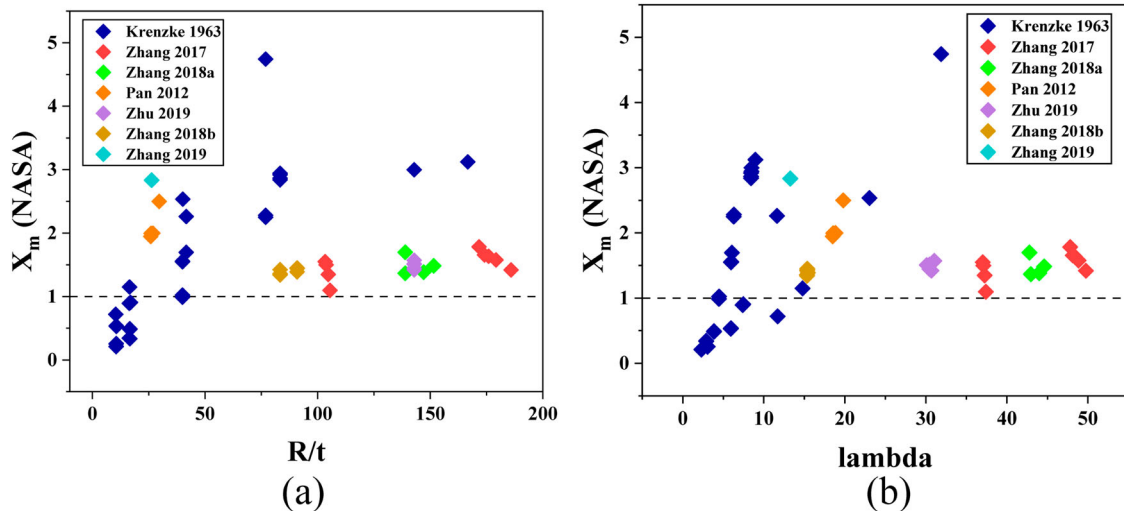 Krenzke 1963
Zhang 2017
Zhang 2018a
Pan 2012
Zhu 2019
Zhang 2018b
Zhang 2019
5
4
3
2
1
0
X_m (NASA)
0 50 100 150 200
R/t
(a)
Krenzke 1963
Zhang 2017
Zhang 2018a
Pan 2012
Zhu 2019
Zhang 2018b
Zhang 2019
5
4
3
2
1
0
X_m (NASA)
0 10 20 30 40 50
lambda
(b)